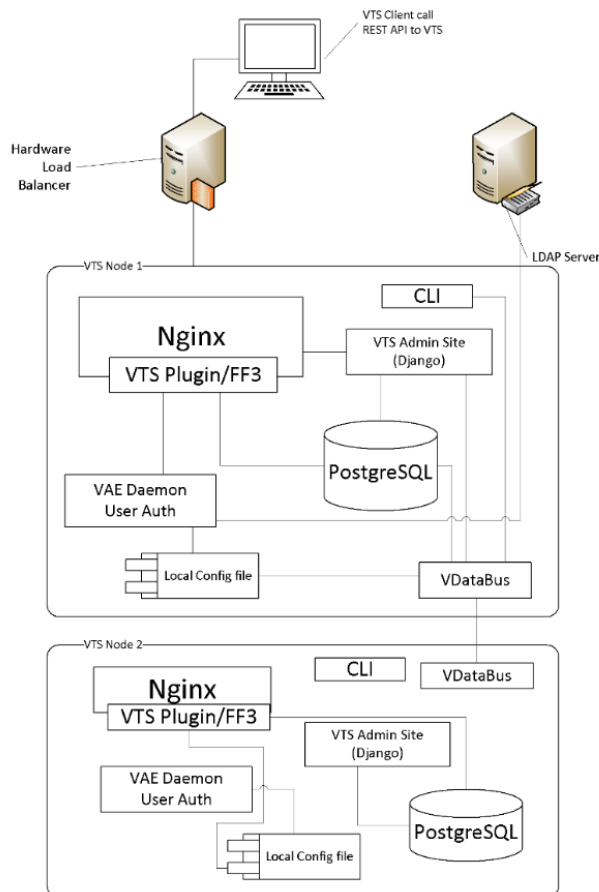 VTS Client call
REST API to VTS
Hardware
Load
Balancer
LDAP Server
VTS Node 1
CLI
Nginx
VTS Plugin/FF3
VTS Admin Site
(Django)
PostgreSQL
VAE Daemon
User Auth
Local Config file
VDataBus
VTS Node 2
CLI
VDataBus
Nginx
VTS Plugin/FF3
VTS Admin Site
(Django)
VAE Daemon
User Auth
PostgreSQL
Local Config file